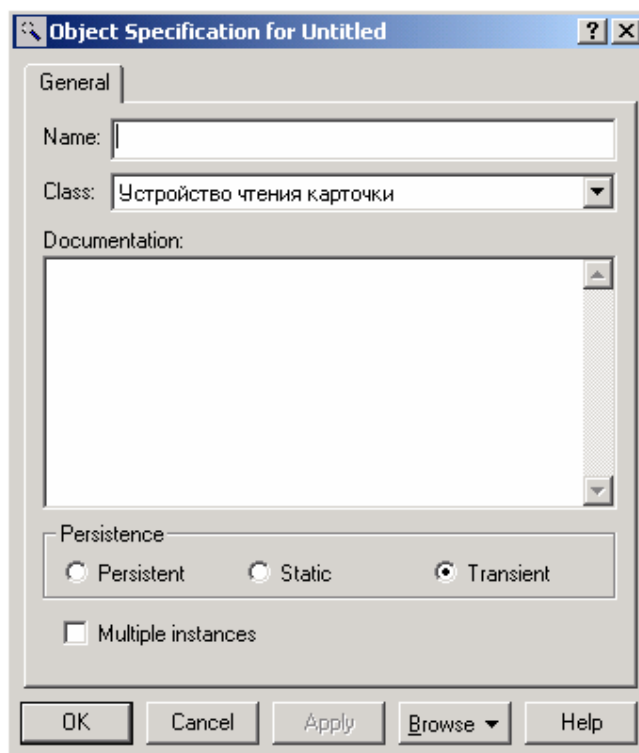 Object Specification for Untitled
General
Name:
Class: Устройство чтения карточки
Documentation:
Persistence
Persistent Static Transient
Multiple instances
OK Cancel Apply Browse Help